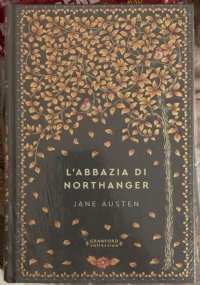 L'ABBAZIA DI
NORTHANGER
JANE AUSTEN
CRANFORD
Collection